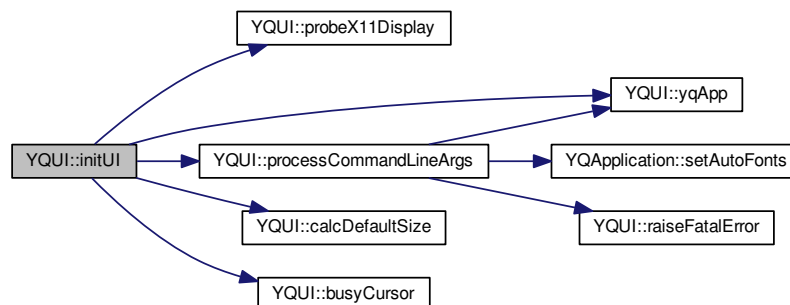 YQUI::probeX11Display
YQUI::yqApp
YQUI::initUI
YQUI::processCommandLineArgs
YQApplication::setAutoFonts
YQUI::calcDefaultSize
YQUI::raiseFatalError
YQUI::busyCursor